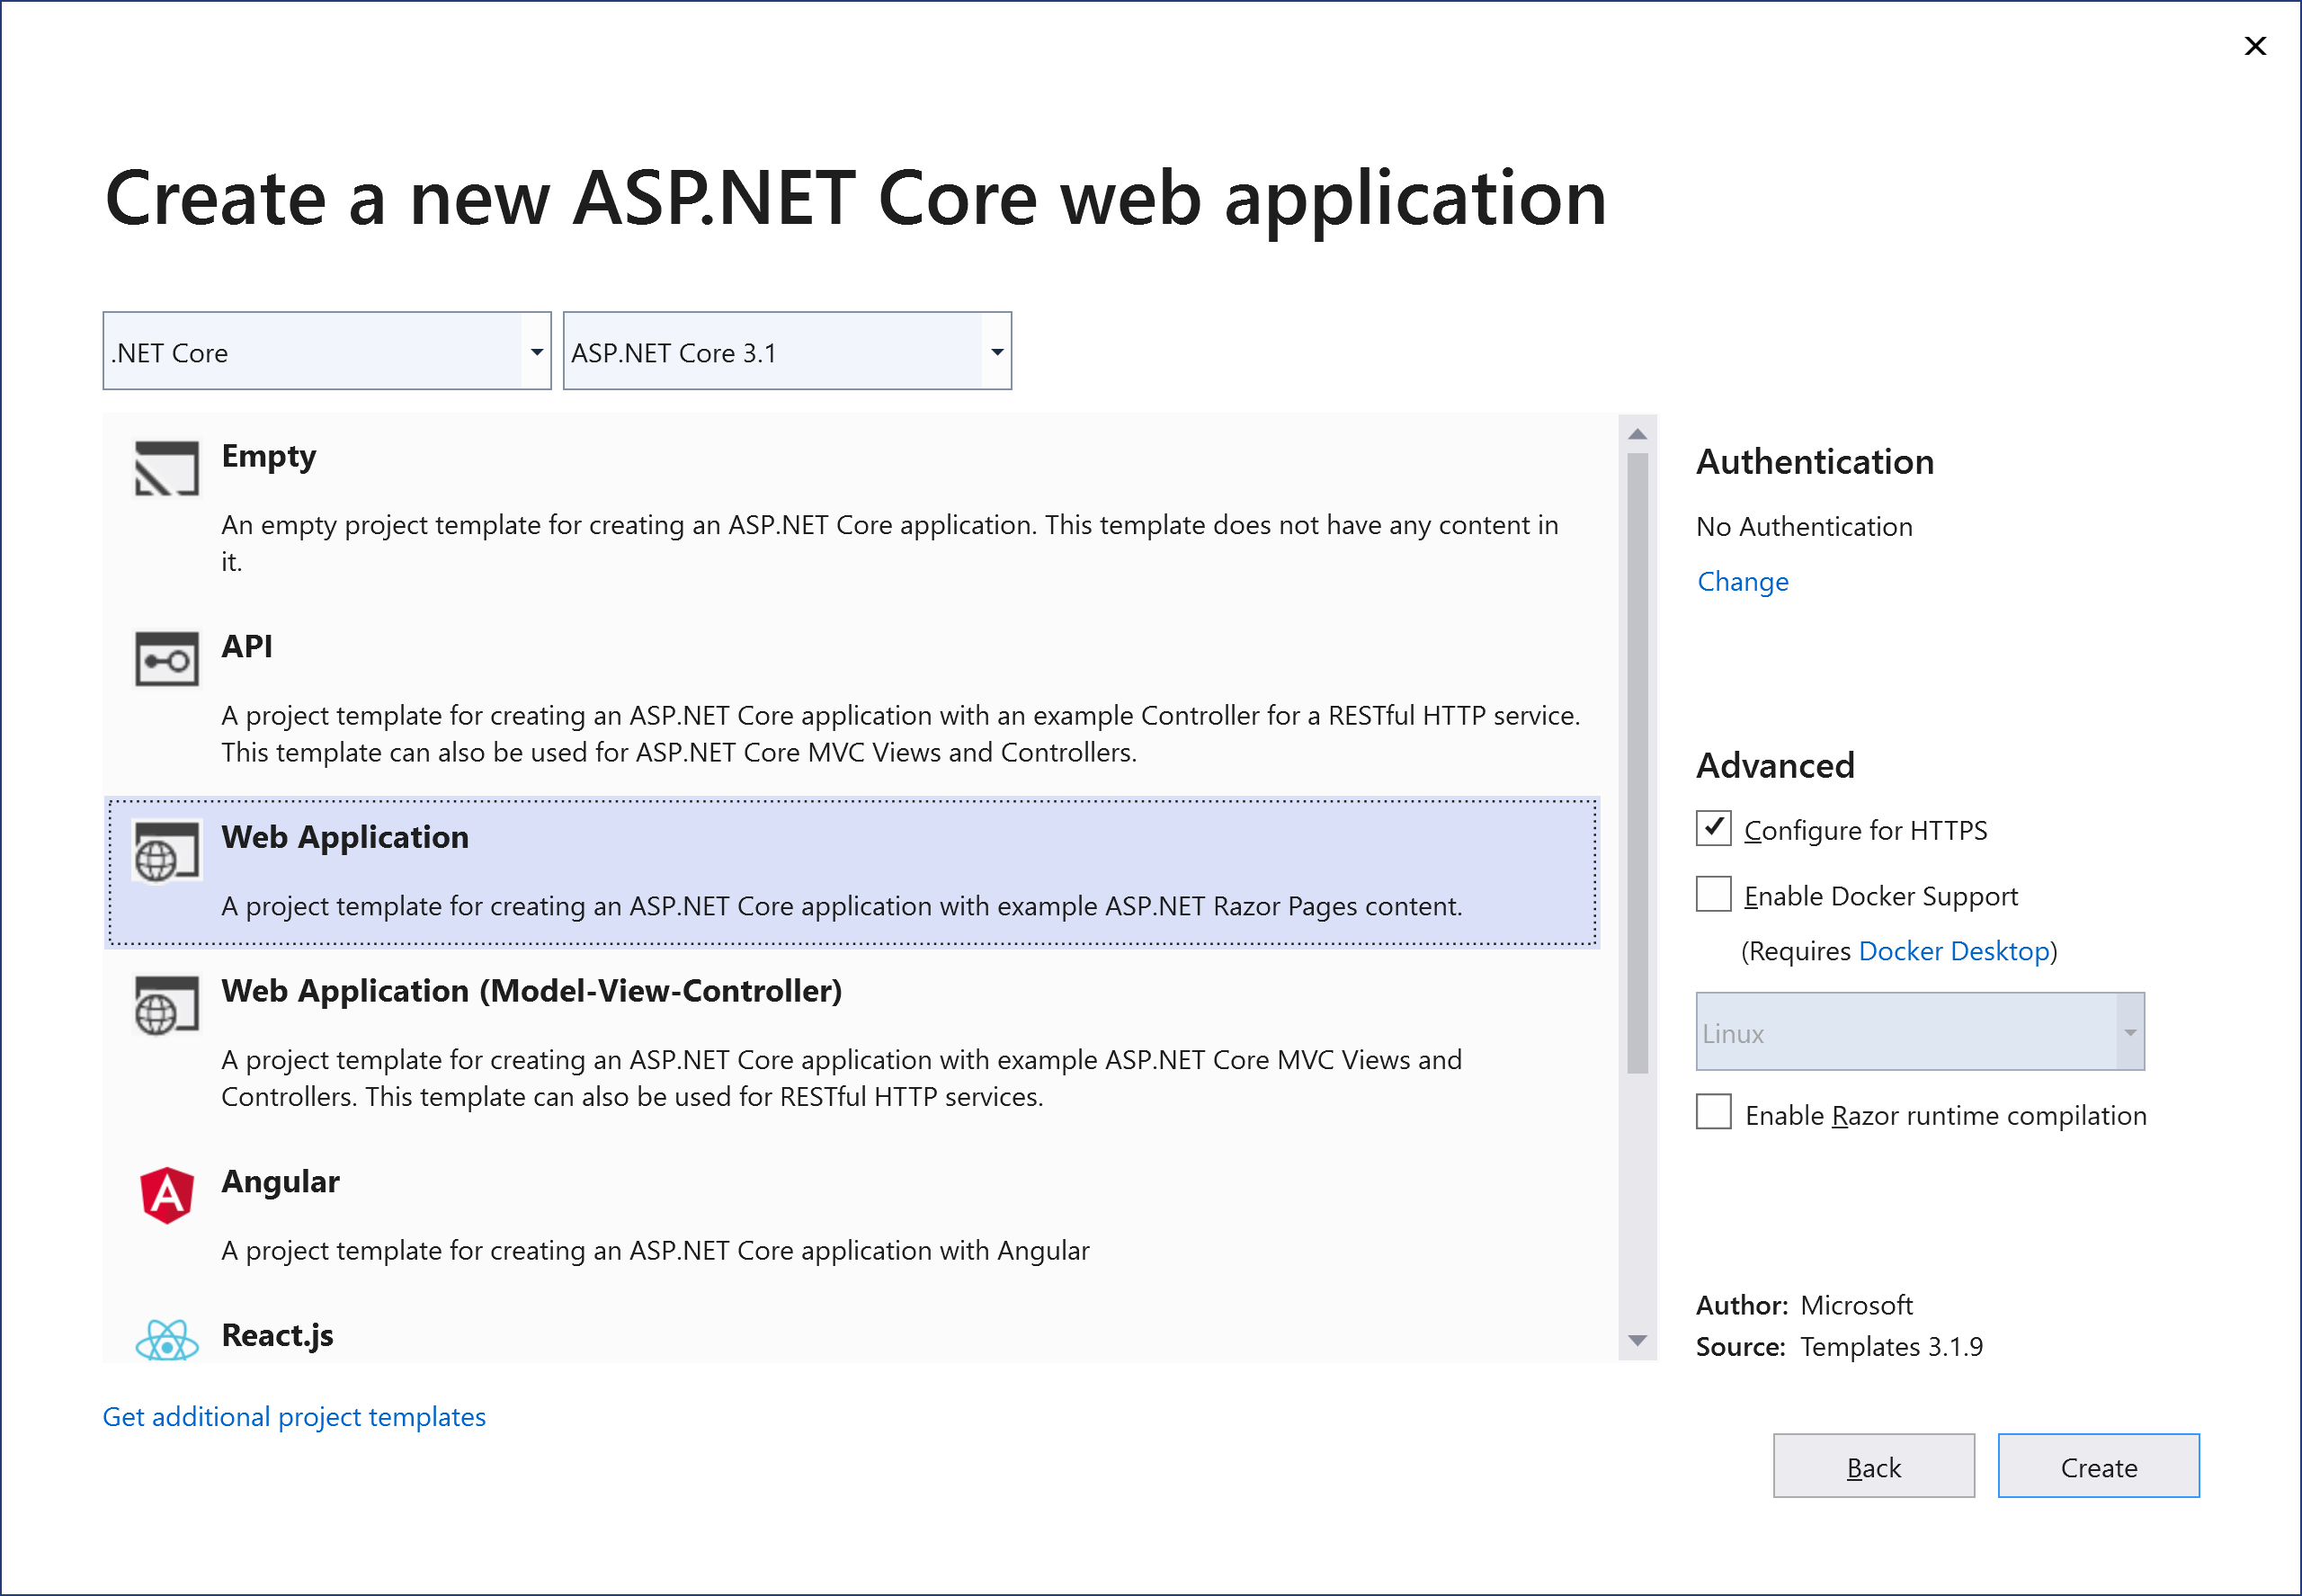 Create a new ASP.NET Core web application
.NET Core
ASP.NET Core 3.1
Empty
An empty project template for creating an ASP.NET Core application. This template does not have any content in
it.
API
A project template for creating an ASP.NET Core application with an example Controller for a RESTful HTTP service.
This template can also be used for ASP.NET Core MVC Views and Controllers.
Web Application
A project template for creating an ASP.NET Core application with example ASP.NET Razor Pages content.
Web Application (Model-View-Controller)
A project template for creating an ASP.NET Core application with example ASP.NET Core MVC Views and
Controllers. This template can also be used for RESTful HTTP services.
Angular
A project template for creating an ASP.NET Core application with Angular
React.js
Get additional project templates
Authentication
No Authentication
Change
Advanced
Configure for HTTPS
Enable Docker Support
(Requires Docker Desktop)
Linux
Enable Razor runtime compilation
Author: Microsoft
Source: Templates 3.1.9
Back
Create